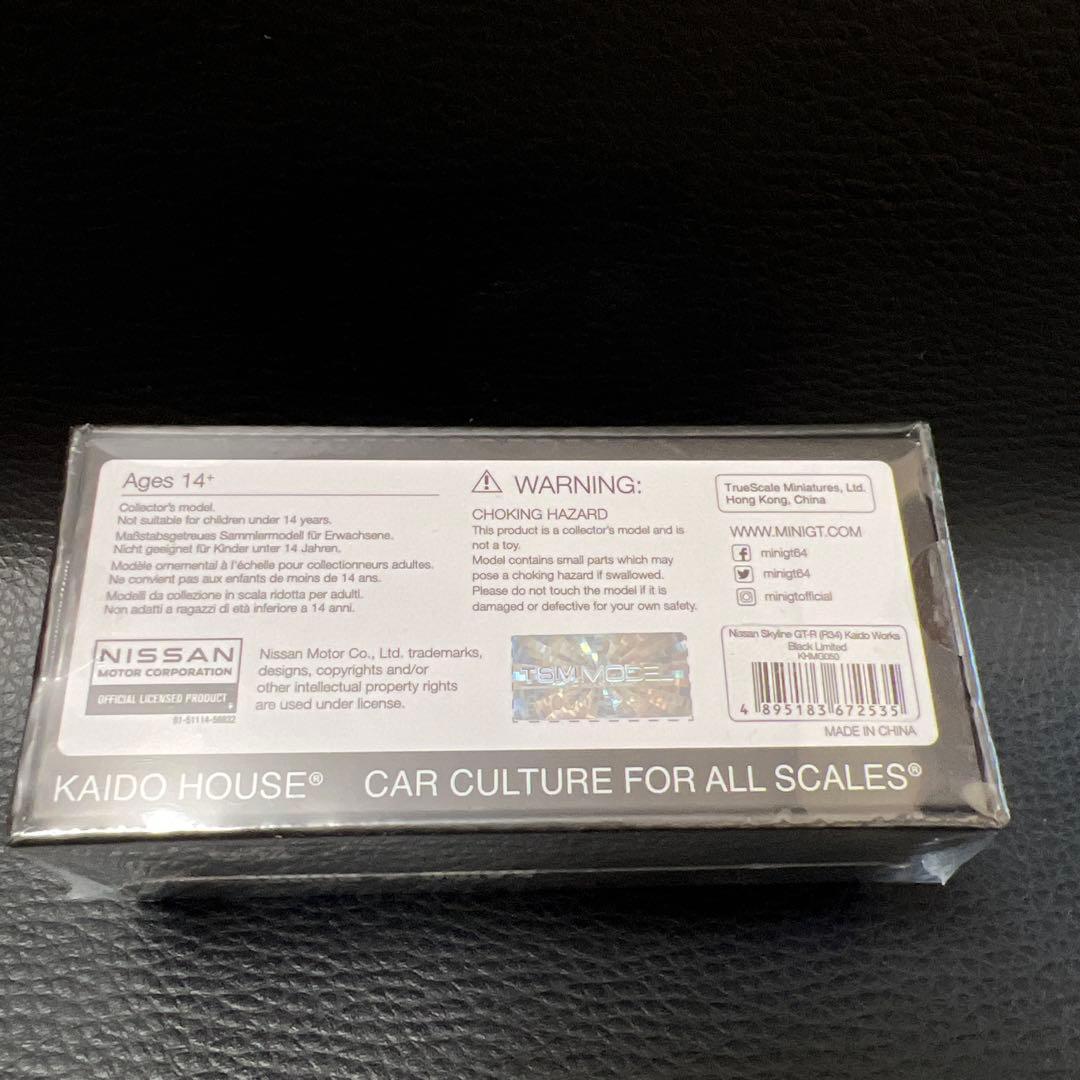 Ages 14+
Collector's model.
Not suitable for children under 14 years.
Maßstabsgetreues Sammlermodell für Erwachsene.
Nicht geeignet für Kinder unter 14 Jahren.
Modèle ornemental à l'échelle pour collectionneurs adultes.
Ne convient pas aux enfants de moins de 14 ans.
Modelli da collezione in scala ridotta per adulti.
Non adatti a ragazzi di età inferiore a 14 anni.
WARNING:
CHOKING HAZARD
This product is a collector's model and is
not a toy.
Model contains small parts which may
pose a choking hazard if swallowed.
Please do not touch the model if it is
damaged or defective for your own safety.
TrueScale Miniatures, Ltd.
Hong Kong, China
WWW.MINIGT.COM
minigt64
minigt64
minigtofficial
NISSAN
MOTOR CORPORATION
OFFICIAL LICENSED PRODUCT
01-51114-56832
Nissan Motor Co., Ltd. trademarks,
designs, copyrights and/or
other intellectual property rights
are used under license.
TSM MODEL
Nissan Skyline GT-R (R34) Kaido Works
Black Limited
KHMG050
4 895183 672535
MADE IN CHINA
KAIDO HOUSE® CAR CULTURE FOR ALL SCALES®